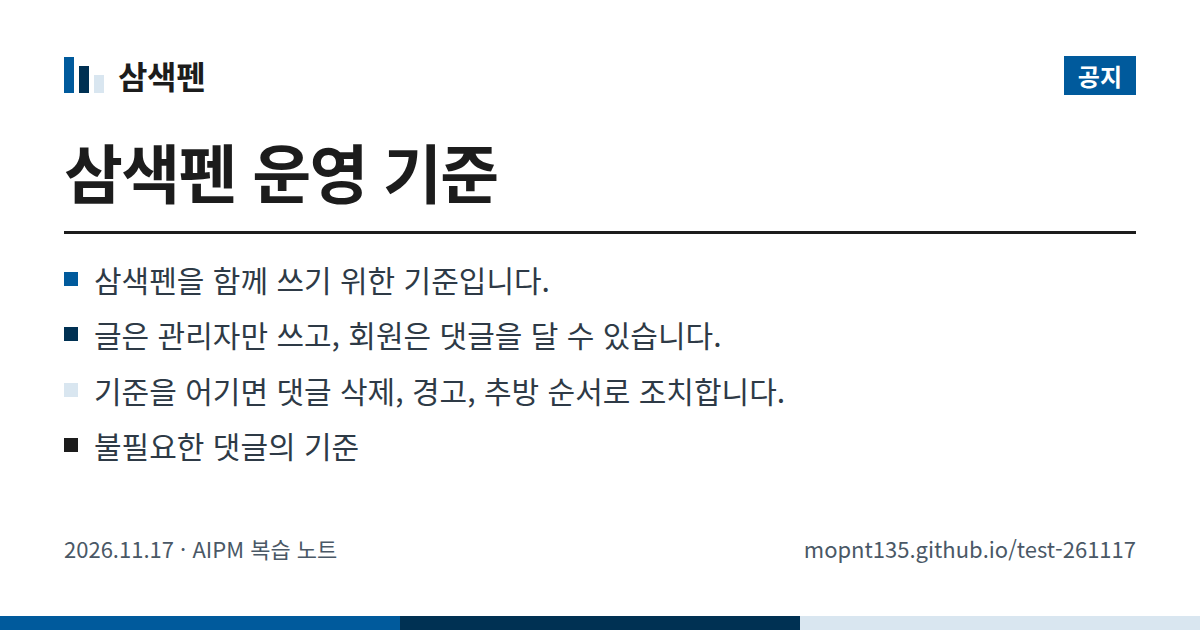 삼색펜
공지
삼색펜 운영 기준
삼색펜을 함께 쓰기 위한 기준입니다.
글은 관리자만 쓰고, 회원은 댓글을 달 수 있습니다.
기준을 어기면 댓글 삭제, 경고, 추방 순서로 조치합니다.
불필요한 댓글의 기준
2026.11.17 · AIPM 복습 노트
mopnt135.github.io/test-261117